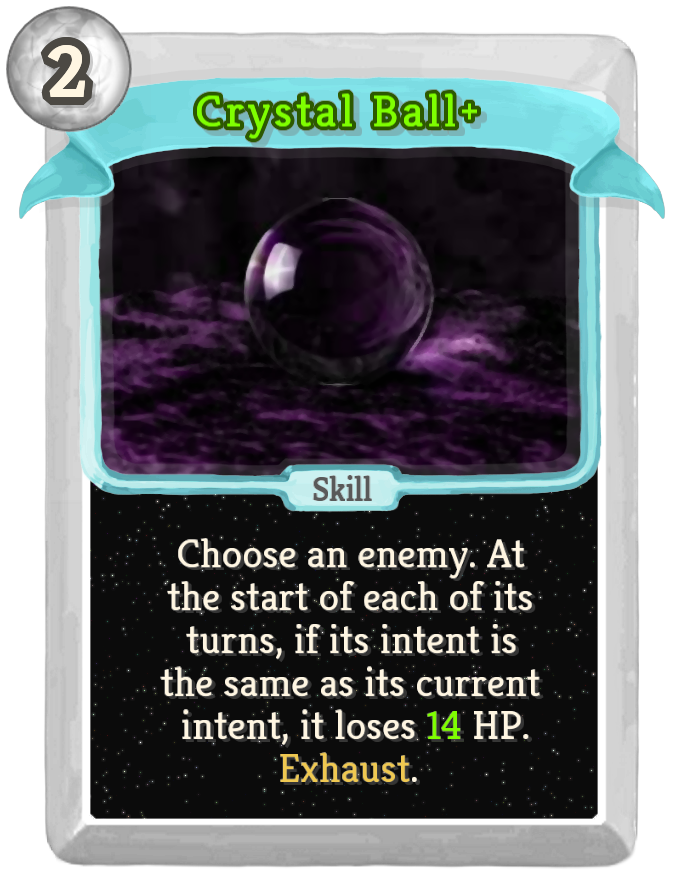 2
Crystal Ball+
Skill
Choose an enemy. At
the start of each of its
turns, if its intent is
the same as its current
intent, it loses 14 HP.
Exhaust.